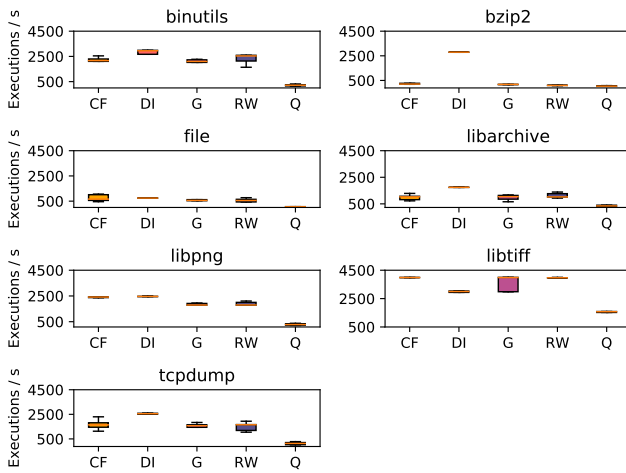 binutils
bzip2
Executions / s
4500
2500
500
CF DI G RW Q
4500
2500
500
CF DI G RW Q
file
libarchive
Executions / s
4500
2500
500
CF DI G RW Q
4500
2500
500
CF DI G RW Q
libpng
libtiff
Executions / s
4500
2500
500
CF DI G RW Q
4500
2500
500
CF DI G RW Q
tcpdump
Executions / s
4500
2500
500
CF DI G RW Q